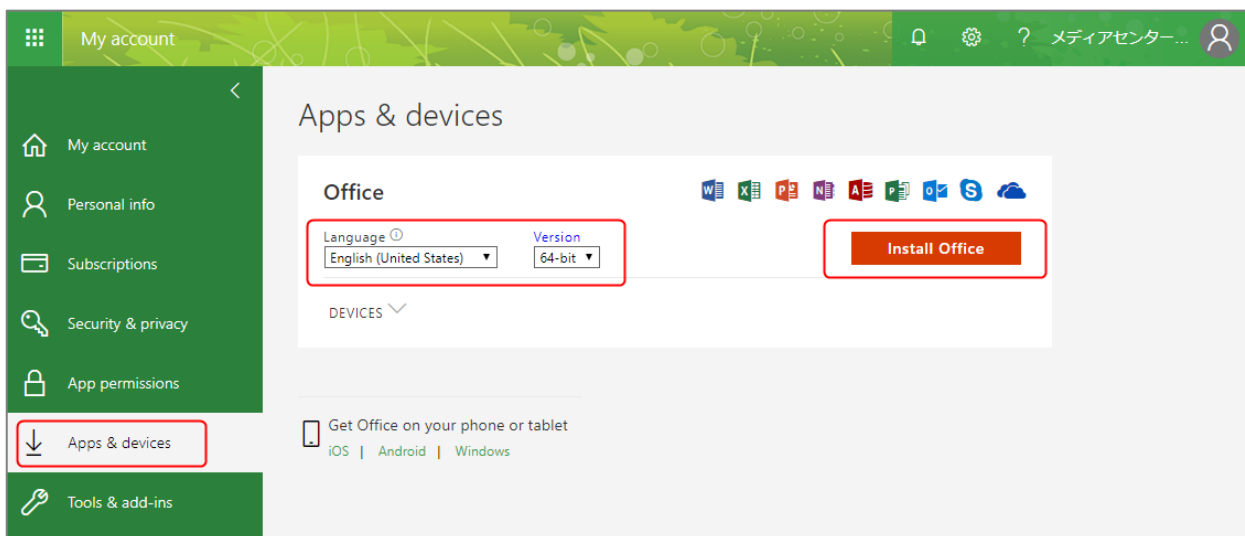 My account
? メディアセンター...
My account
Personal info
Subscriptions
Security & privacy
App permissions
Apps & devices
Tools & add-ins
Apps & devices
Office
Language
Version
English (United States)
64-bit
Install Office
DEVICES
Get Office on your phone or tablet
iOS | Android | Windows